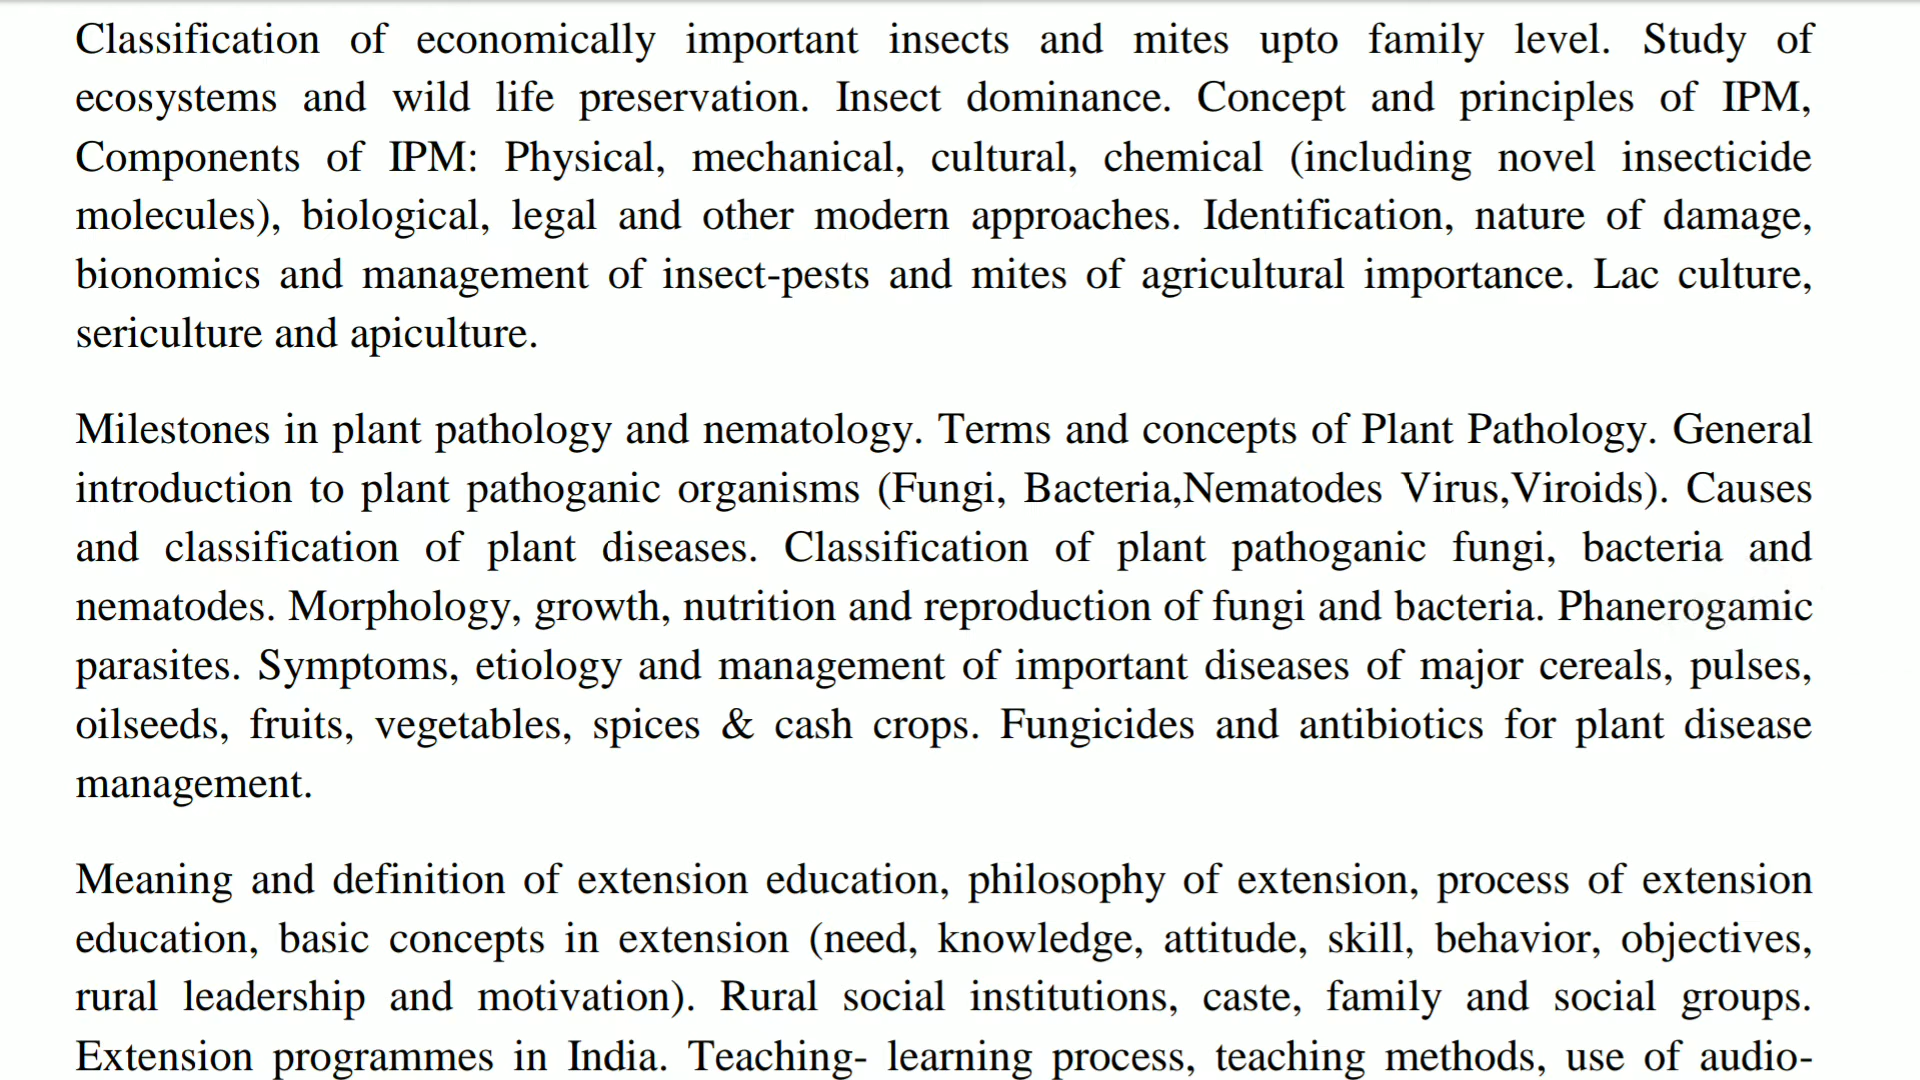 Classification of economically important insects and mites upto family level. Study of
ecosystems and wild life preservation. Insect dominance. Concept and principles of IPM,
Components of IPM: Physical, mechanical, cultural, chemical (including novel insecticide
molecules), biological, legal and other modern approaches. Identification, nature of damage,
bionomics and management of insect-pests and mites of agricultural importance. Lac culture,
sericulture and apiculture.
Milestones in plant pathology and nematology. Terms and concepts of Plant Pathology. General
introduction to plant pathoganic organisms (Fungi, Bacteria,Nematodes Virus,Viroids). Causes
and classification of plant diseases. Classification of plant pathoganic fungi, bacteria and
nematodes. Morphology, growth, nutrition and reproduction of fungi and bacteria. Phanerogamic
parasites. Symptoms, etiology and management of important diseases of major cereals, pulses,
oilseeds, fruits, vegetables, spices & cash crops. Fungicides and antibiotics for plant disease
management.
Meaning and definition of extension education, philosophy of extension, process of extension
education, basic concepts in extension (need, knowledge, attitude, skill, behavior, objectives,
rural leadership and motivation). Rural social institutions, caste, family and social groups.
Extension programmes in India. Teaching- learning process, teaching methods, use of audio-